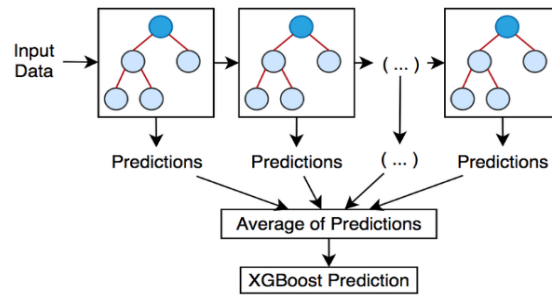 Input
Data
( ... )
Predictions
Predictions
( ... )
Predictions
Average of Predictions
XGBoost Prediction